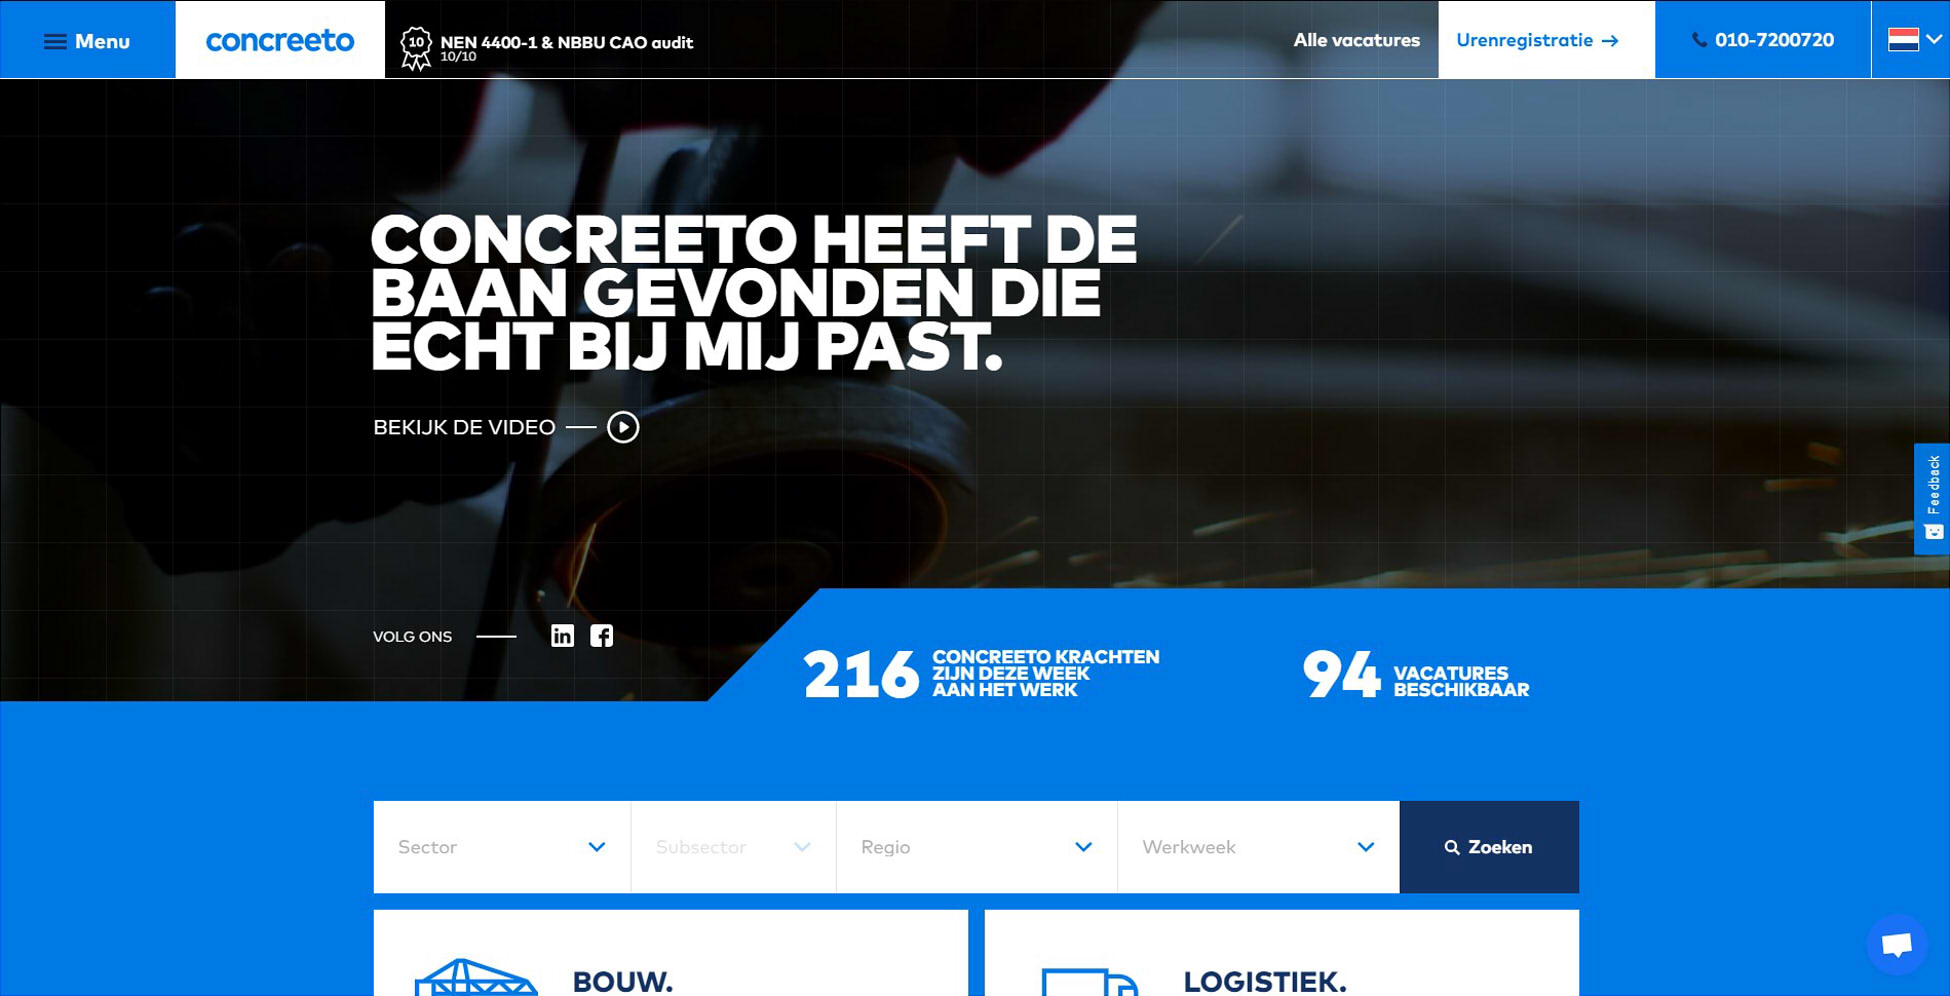 Menu
concreeto
10
NEN 4400-1 & NBBU CAO audit
10/10
Alle vacatures
Urenregistratie
010-7200720
CONCREETO HEEFT DE
BAAN GEVONDEN DIE
ECHT BIJ MIJ PAST.
BEKIJK DE VIDEO
Feedback
VOLG ONS
in
f
216
CONCREETO KRACHTEN
ZIJN DEZE WEEK
AAN HET WERK
94
VACATURES
BESCHIKBAAR
Sector
Subsector
Regio
Werkweek
Zoeken
BOUW.
LOGISTIEK.